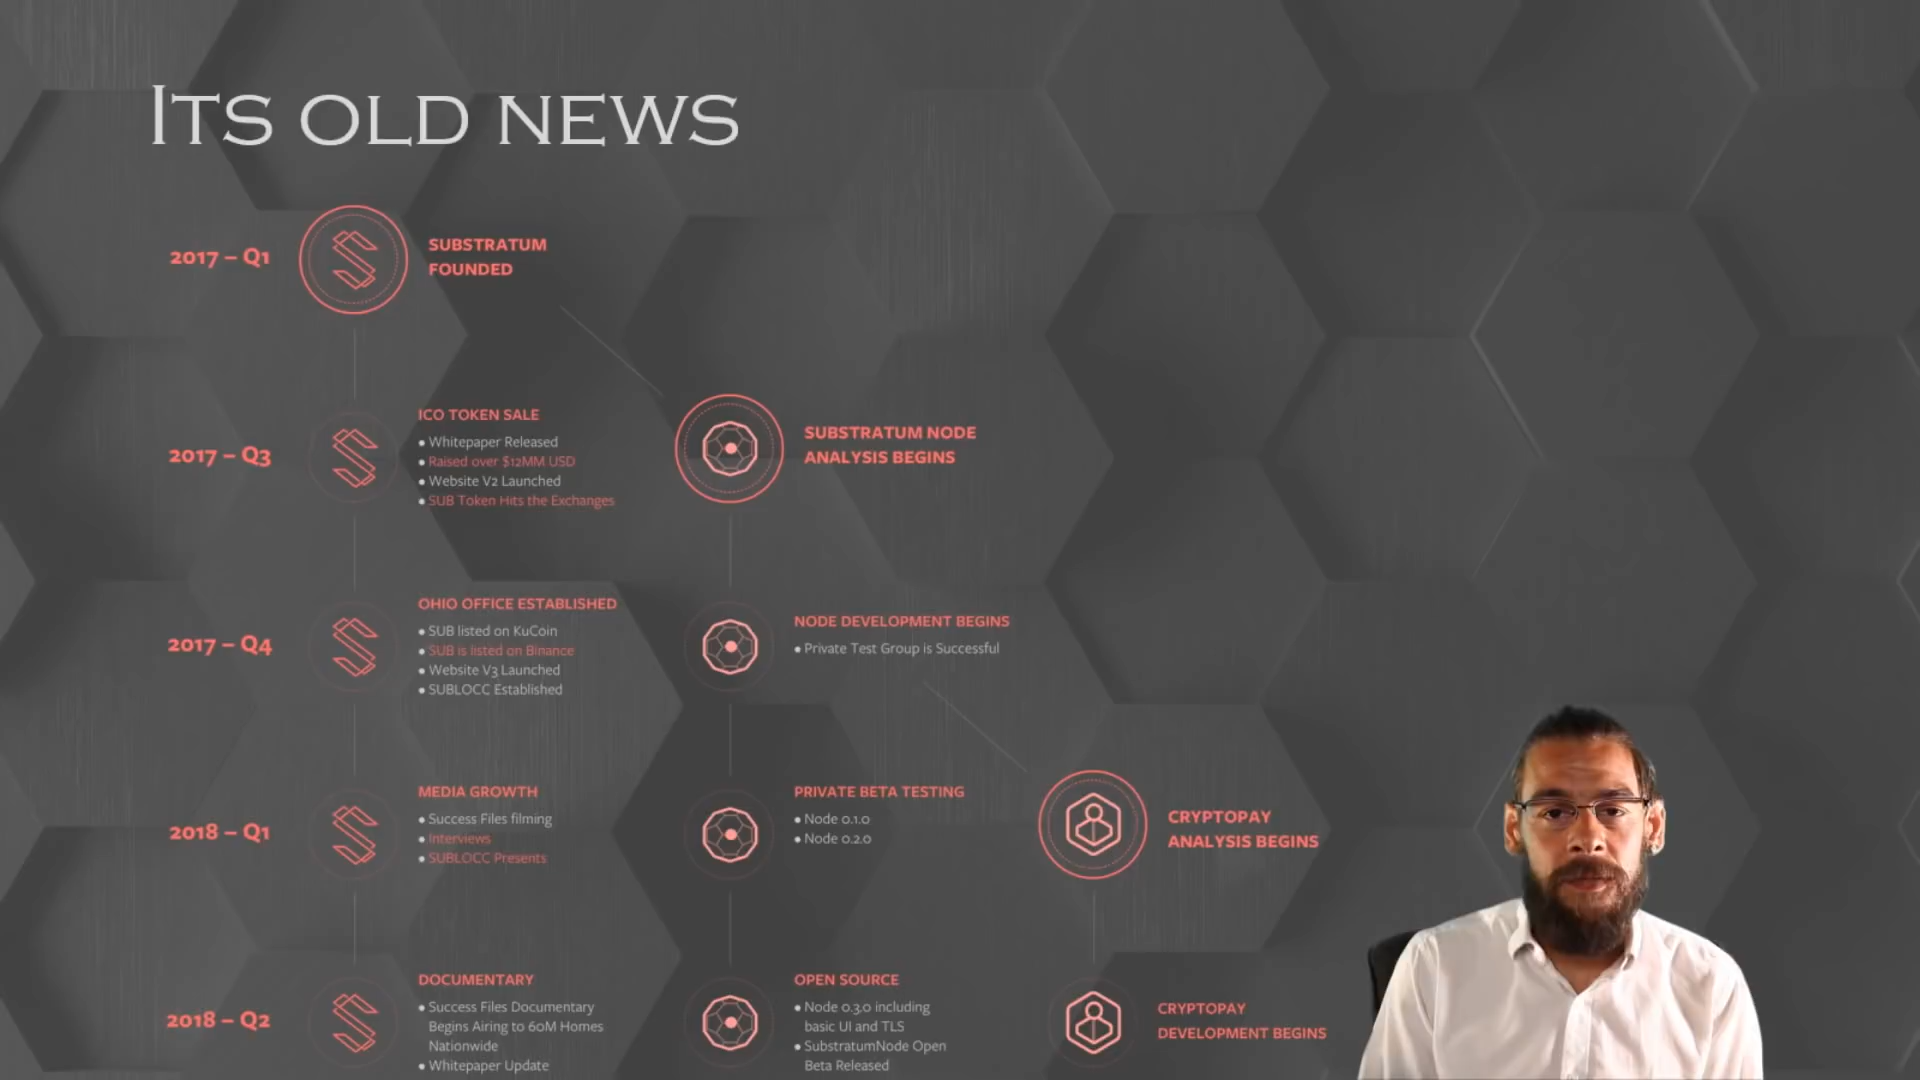 ITS OLD NEWS
2017 – Q1
SUBSTRATUM
FOUNDED
2017 – Q3
ICO TOKEN SALE
• Whitepaper Released
• Raised over $12MM USD
• Website V2 Launched
• SUB Token Hits the Exchanges
SUBSTRATUM NODE
ANALYSIS BEGINS
2017 – Q4
OHIO OFFICE ESTABLISHED
• SUB listed on KuCoin
• SUB is listed on Binance
• Website V3 Launched
• SUBLOCC Established
NODE DEVELOPMENT BEGINS
• Private Test Group is Successful
2018 – Q1
MEDIA GROWTH
• Success Files filming
• Interviews
• SUBLOCC Presents
PRIVATE BETA TESTING
• Node 0.1.0
• Node 0.2.0
CRYPTOPAY
ANALYSIS BEGINS
2018 – Q2
DOCUMENTARY
• Success Files Documentary
Begins Airing to 60M Homes
Nationwide
• Whitepaper Update
OPEN SOURCE
• Node 0.3.0 including
basic UI and TLS
• SubstratumNode Open
Beta Released
CRYPTOPAY
DEVELOPMENT BEGINS